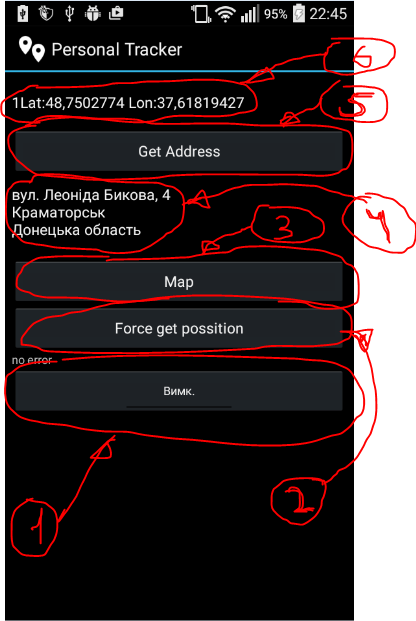 95% 22:45
Personal Tracker
6
1Lat:48,7502774 Lon:37,61819427
5
Get Address
вул. Леоніда Бикова, 4
Краматорськ
Донецька область
4
3
Map
Force get possition
no error
Вимк.
2
1